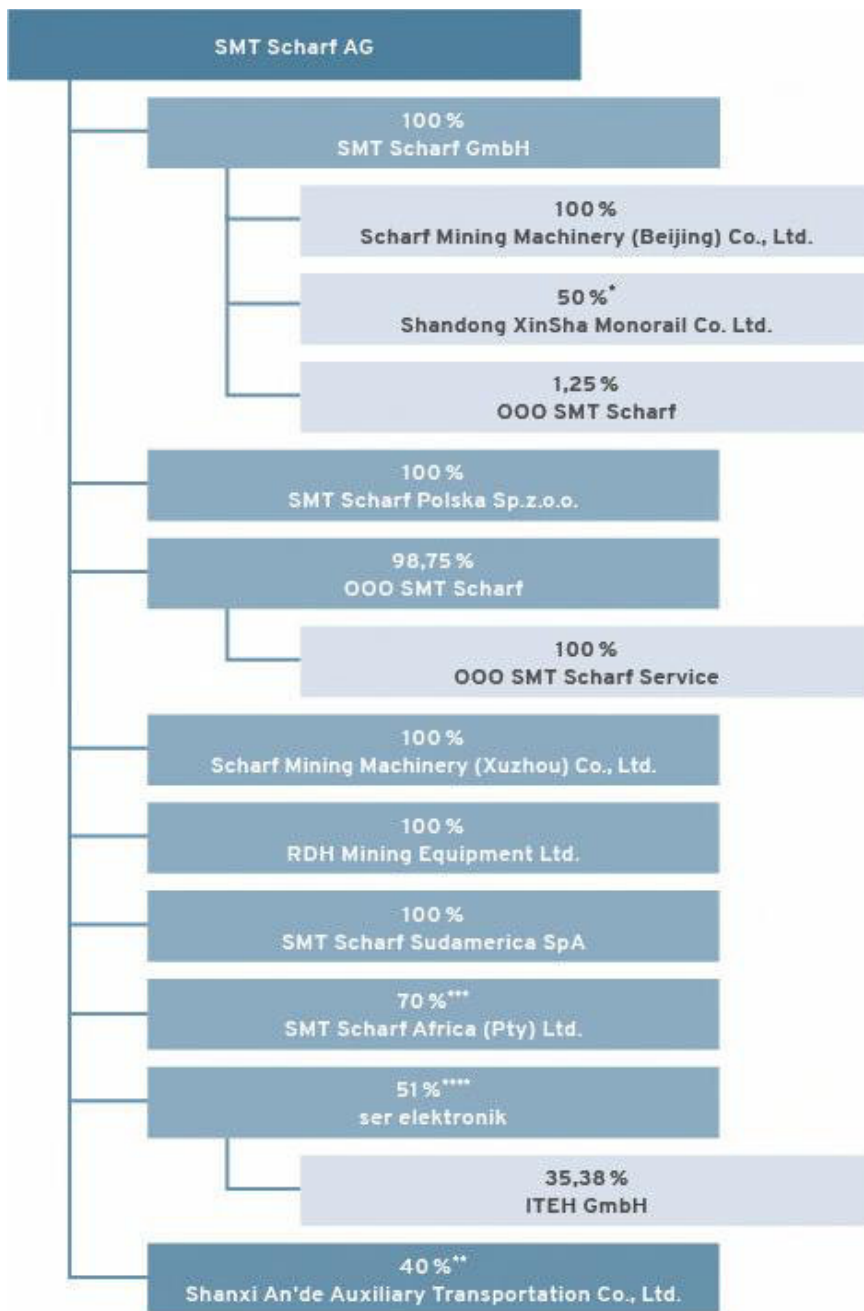 SMT Scharf AG
100 %
SMT Scharf GmbH
100 %
Scharf Mining Machinery (Beijing) Co., Ltd.
50 %*
Shandong XinSha Monorail Co. Ltd.
1,25 %
OOO SMT Scharf
100 %
SMT Scharf Polska Sp.z.o.o.
98,75 %
OOO SMT Scharf
100 %
OOO SMT Scharf Service
100 %
Scharf Mining Machinery (Xuzhou) Co., Ltd.
100 %
RDH Mining Equipment Ltd.
100 %
SMT Scharf Sudamerica SpA
70 %***
SMT Scharf Africa (Pty) Ltd.
51 %****
ser elektronik
35,38 %
ITEH GmbH
40 %**
Shanxi An'de Auxiliary Transportation Co., Ltd.